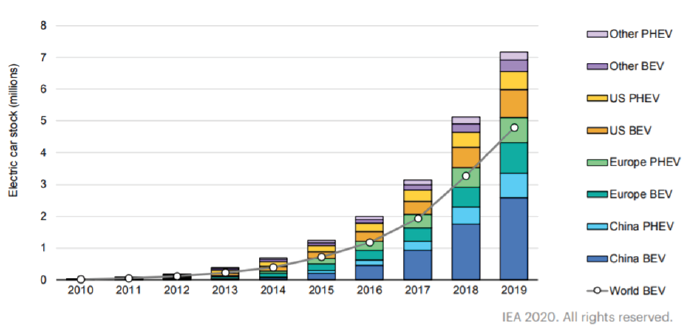 8
7
6
5
4
3
2
1
0
Electric car stock (millions)
2010 2011 2012 2013 2014 2015 2016 2017 2018 2019
Other PHEV
Other BEV
US PHEV
US BEV
Europe PHEV
Europe BEV
China PHEV
China BEV
World BEV
IEA 2020. All rights reserved.